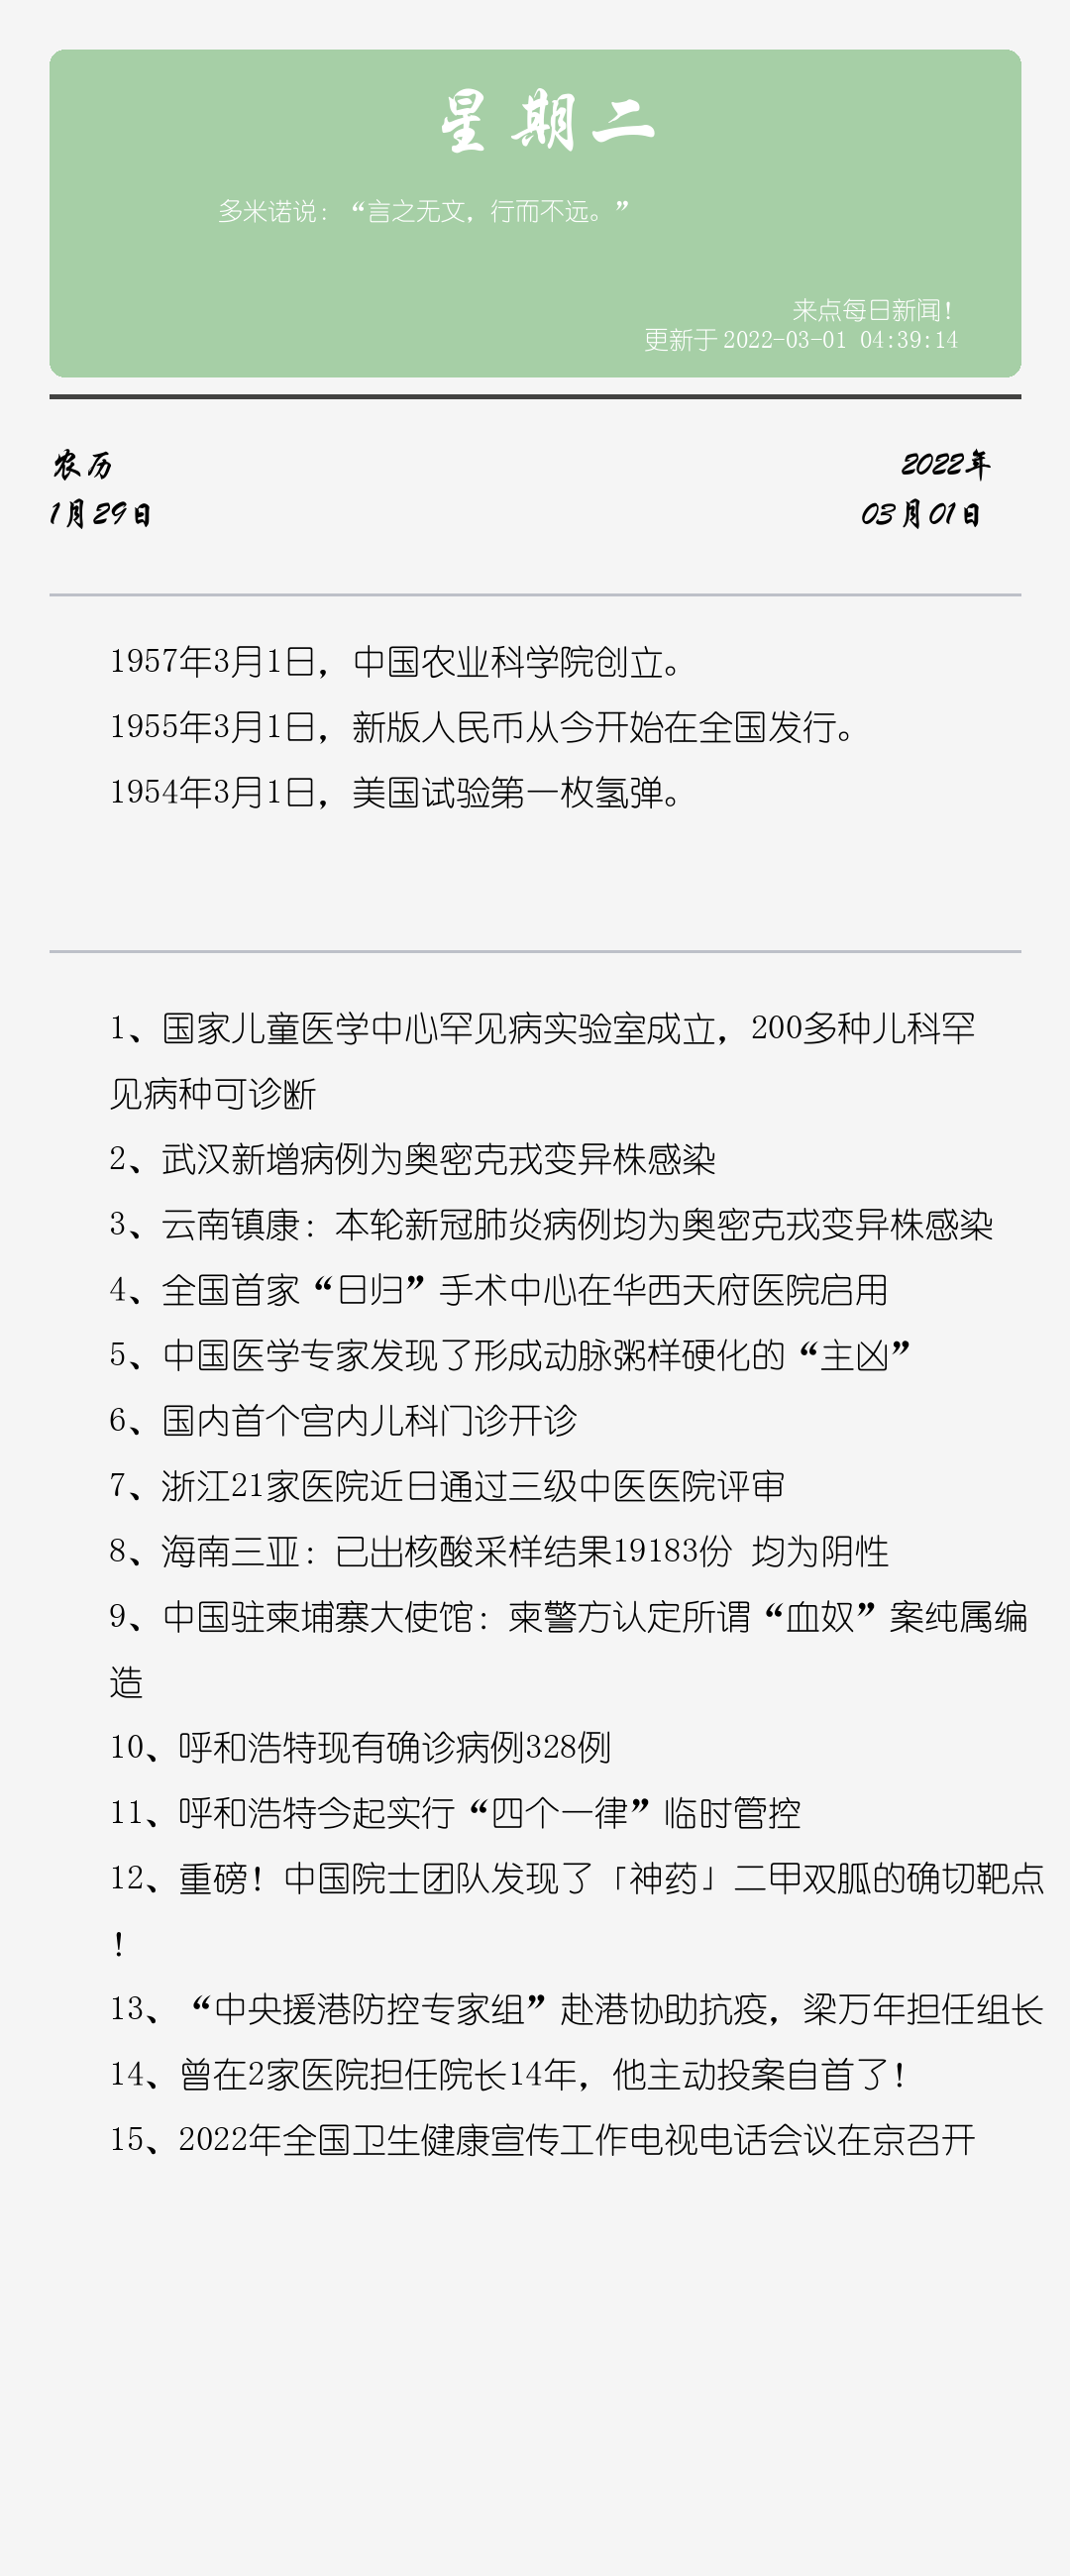 星期二
多米诺说：“言之无文，行而不远。”
来点每日新闻！
更新于 2022-03-01 04:39:14
农历
2022年
1月29日
03月01日
1957年3月1日，中国农业科学院创立。
1955年3月1日，新版人民币从今开始在全国发行。
1954年3月1日，美国试验第一枚氢弹。
1、国家儿童医学中心罕见病实验室成立，200多种儿科罕
见病种可诊断
2、武汉新增病例为奥密克戎变异株感染
3、云南镇康：本轮新冠肺炎病例均为奥密克戎变异株感染
4、全国首家“日归”手术中心在华西天府医院启用
5、中国医学专家发现了形成动脉粥样硬化的“主凶”
6、国内首个宫内儿科门诊开诊
7、浙江21家医院近日通过三级中医医院评审
8、海南三亚：已出核酸采样结果19183份 均为阴性
9、中国驻柬埔寨大使馆：柬警方认定所谓“血奴”案纯属编
造
10、呼和浩特现有确诊病例328例
11、呼和浩特今起实行“四个一律”临时管控
12、重磅！中国院士团队发现了「神药」二甲双胍的确切靶点
！
13、“中央援港防控专家组”赴港协助抗疫，梁万年担任组长
14、曾在2家医院担任院长14年，他主动投案自首了！
15、2022年全国卫生健康宣传工作电视电话会议在京召开